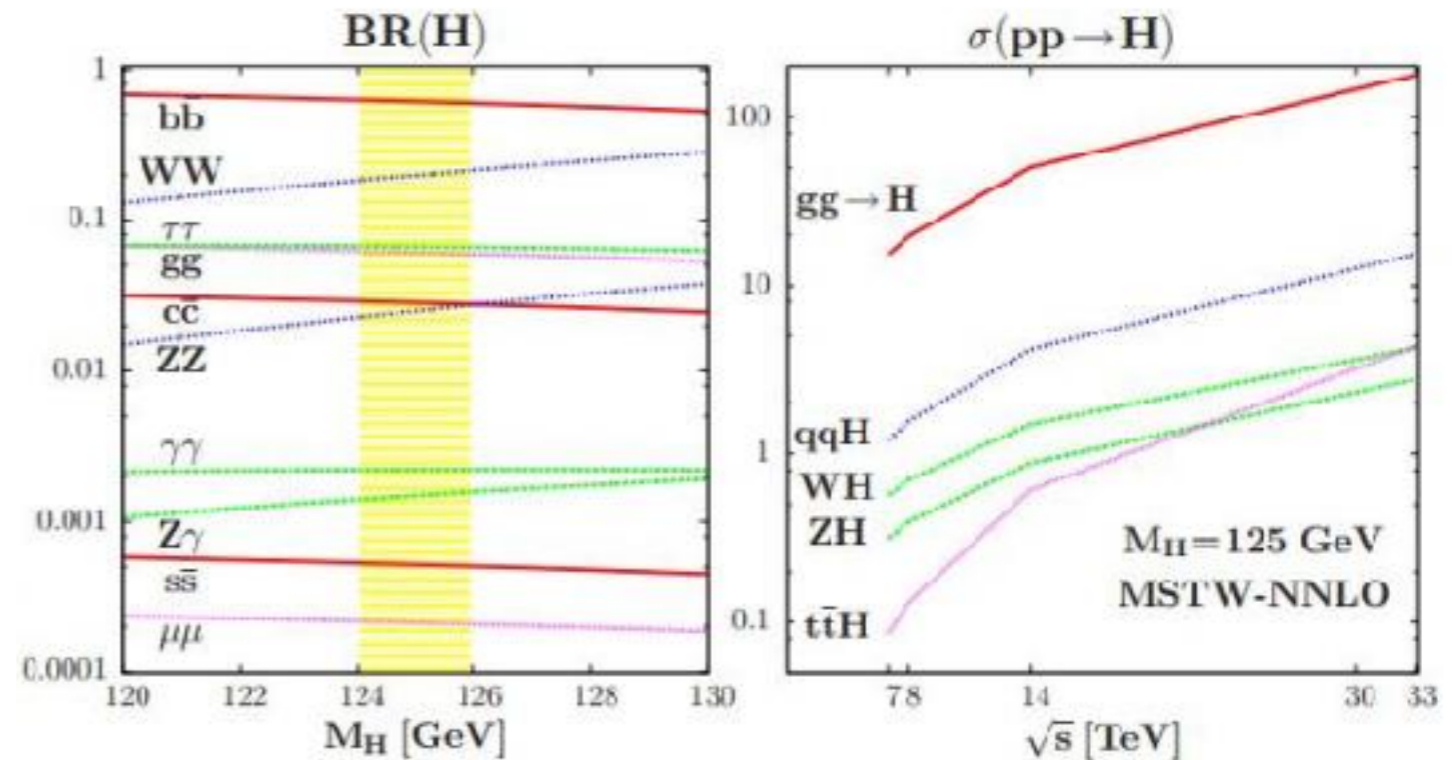 BR(H)
1
0.1
0.01
0.001
0.0001
bb̄
WW
ττ
gg
cc̄
ZZ
γγ
Zγ
ss̄
μμ
120 122 124 126 128 130
M_H [GeV]
σ(pp→H)
100
10
1
0.1
gg→H
qqH
WH
ZH
tt̄H
M_H=125 GeV
MSTW-NNLO
7 8 14 30 33
√s [TeV]